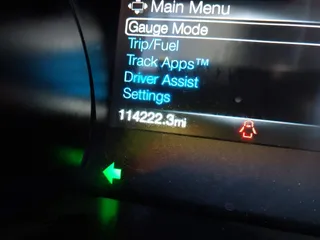 Main Menu
Gauge Mode
Trip/Fuel
Track Apps™
Driver Assist
Settings
114222.3mi